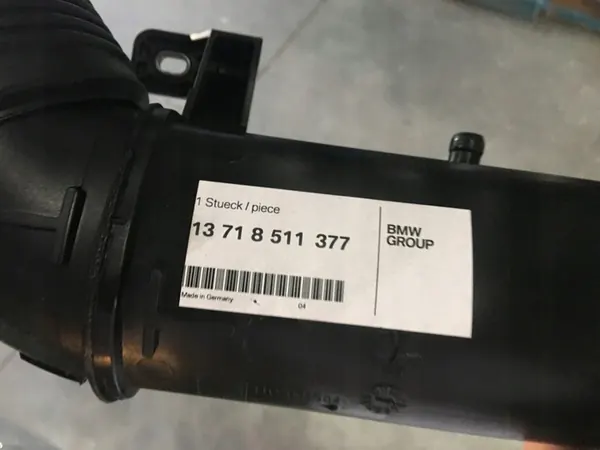 1 Stueck / piece
13 71 8 511 377
BMW
GROUP
Made in Germany
04